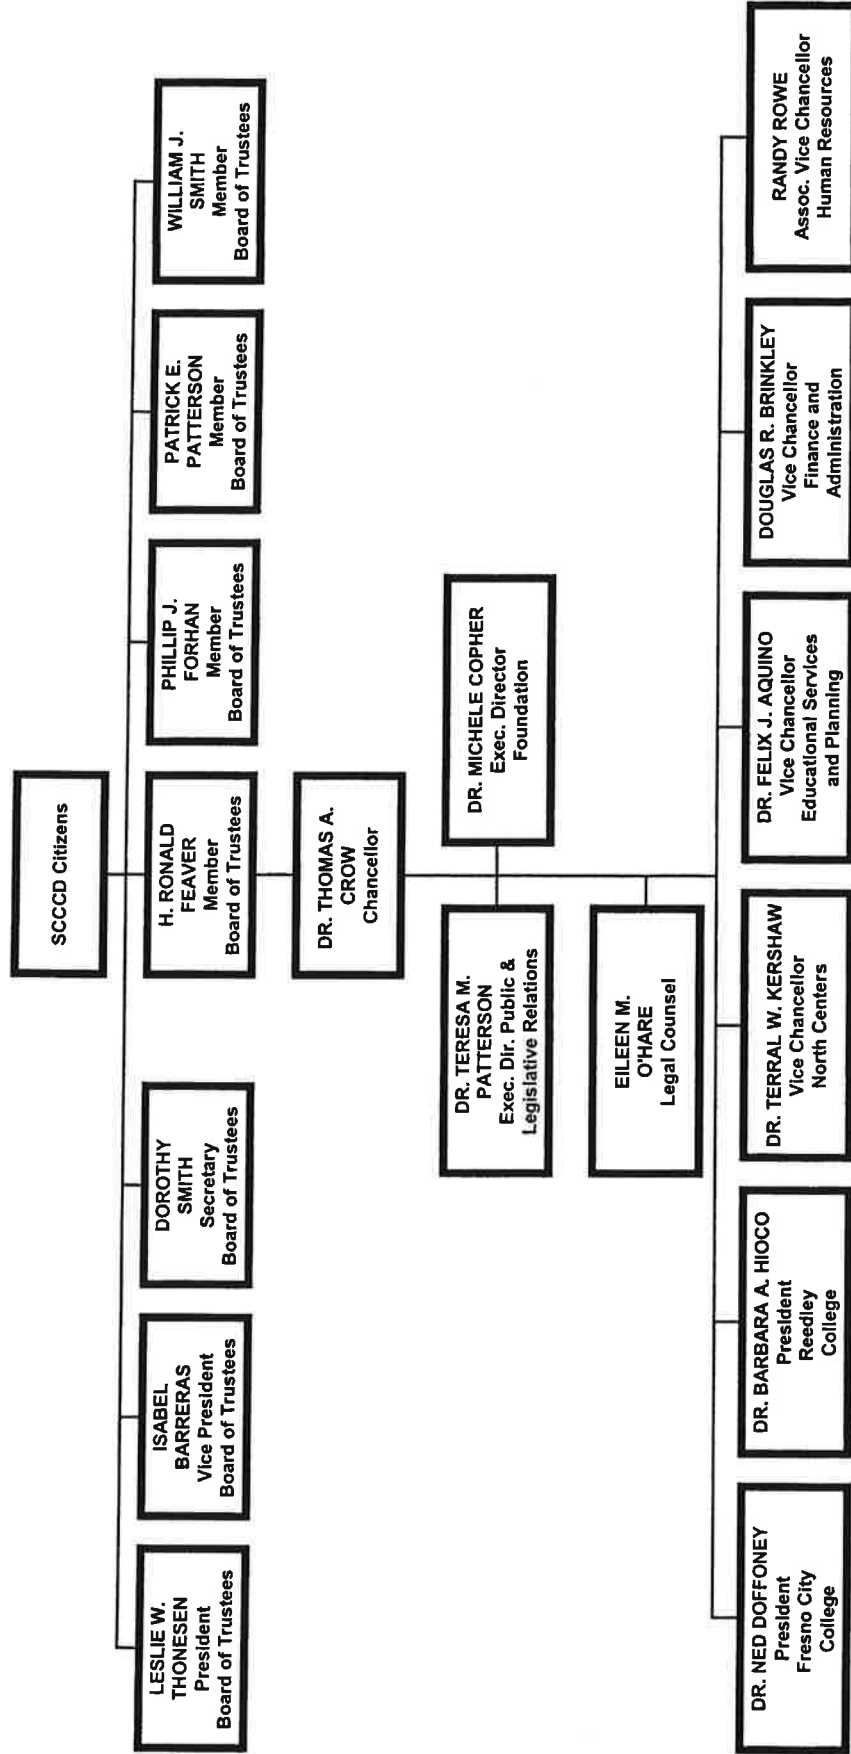 SCCCD Citizens
LESLIE W.
THONESEN
President
Board of Trustees
ISABEL
BARRERAS
Vice President
Board of Trustees
DOROTHY
SMITH
Secretary
Board of Trustees
H. RONALD
FEAVER
Member
Board of Trustees
PHILLIP J.
FORHAN
Member
Board of Trustees
PATRICK E.
PATTERSON
Member
Board of Trustees
WILLIAM J.
SMITH
Member
Board of Trustees
DR. THOMAS A.
CROW
Chancellor
DR. TERESA M.
PATTERSON
Exec. Dir. Public &
Legislative Relations
DR. MICHELE COPHER
Exec. Director
Foundation
EILEEN M.
O'HARE
Legal Counsel
DR. NED DOFFONEY
President
Fresno City
College
DR. BARBARA A. HIOCO
President
Reedley
College
DR. TERRAL W. KERSHAW
Vice Chancellor
North Centers
DR. FELIX J. AQUINO
Vice Chancellor
Educational Services
and Planning
DOUGLAS R. BRINKLEY
Vice Chancellor
Finance and
Administration
RANDY ROWE
Assoc. Vice Chancellor
Human Resources